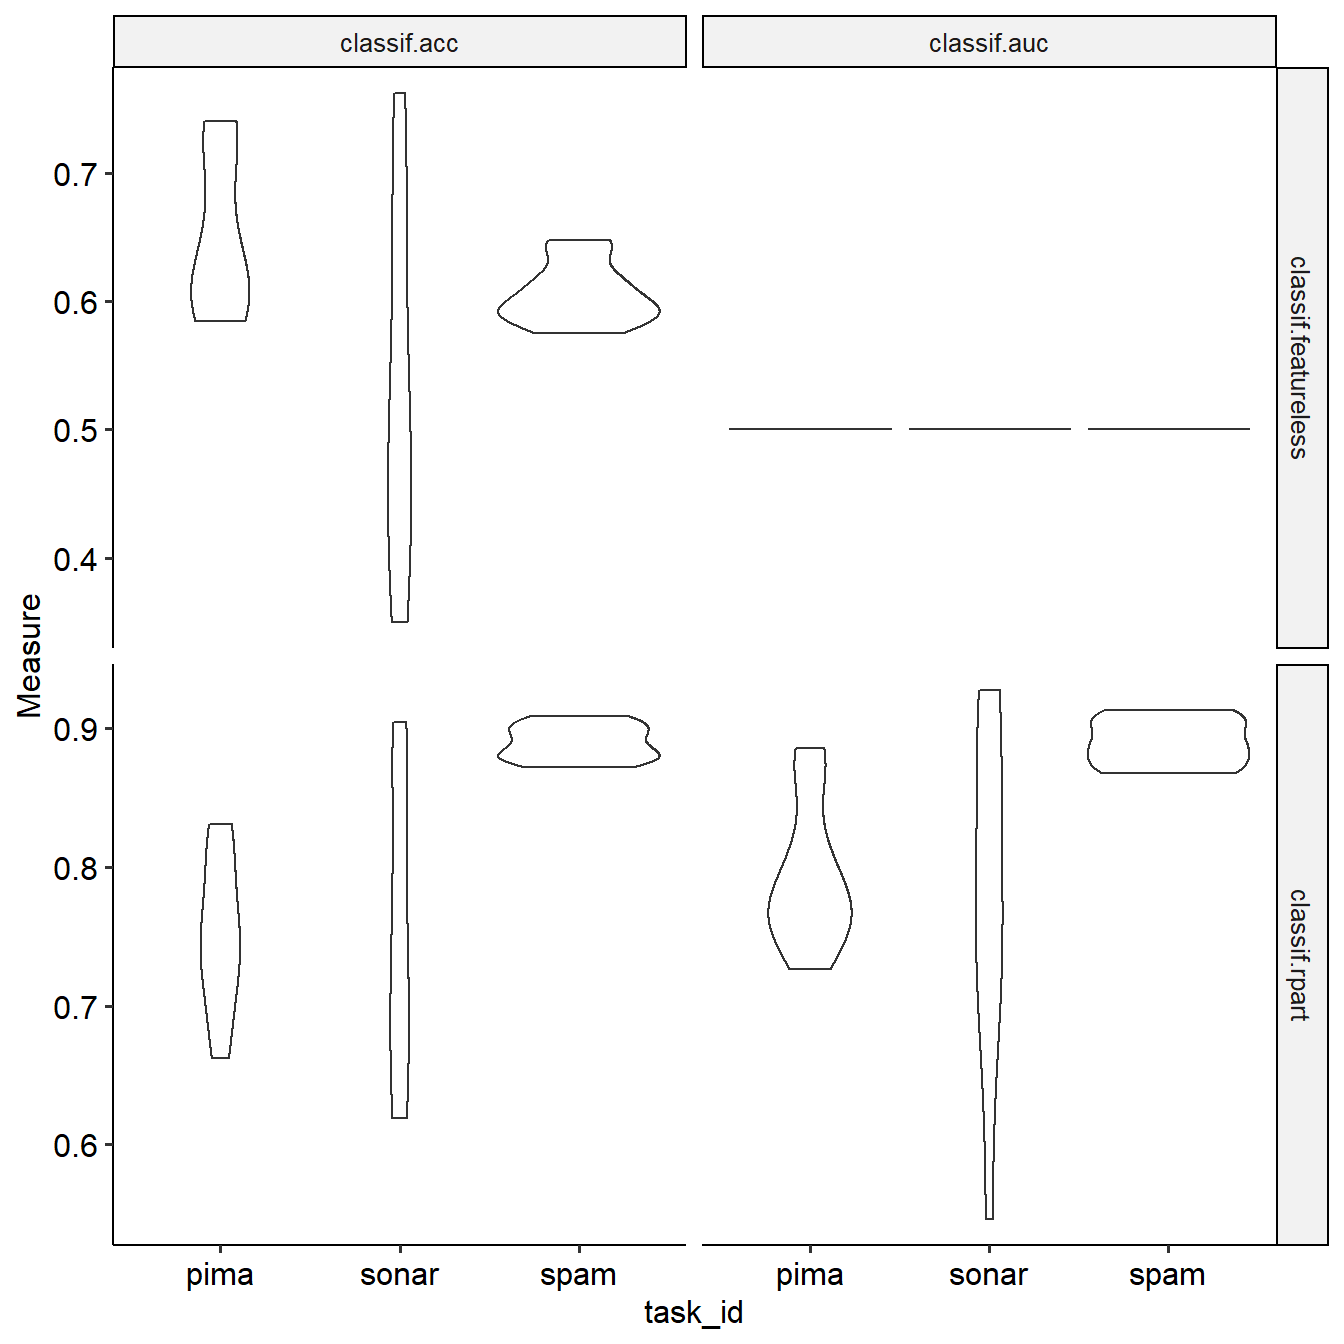 classif.acc
classif.auc
0.7
0.6
0.5
0.4
classif.featureless
Measure
0.9
0.8
0.7
0.6
classif.rpart
pima
sonar
spam
pima
sonar
spam
task_id